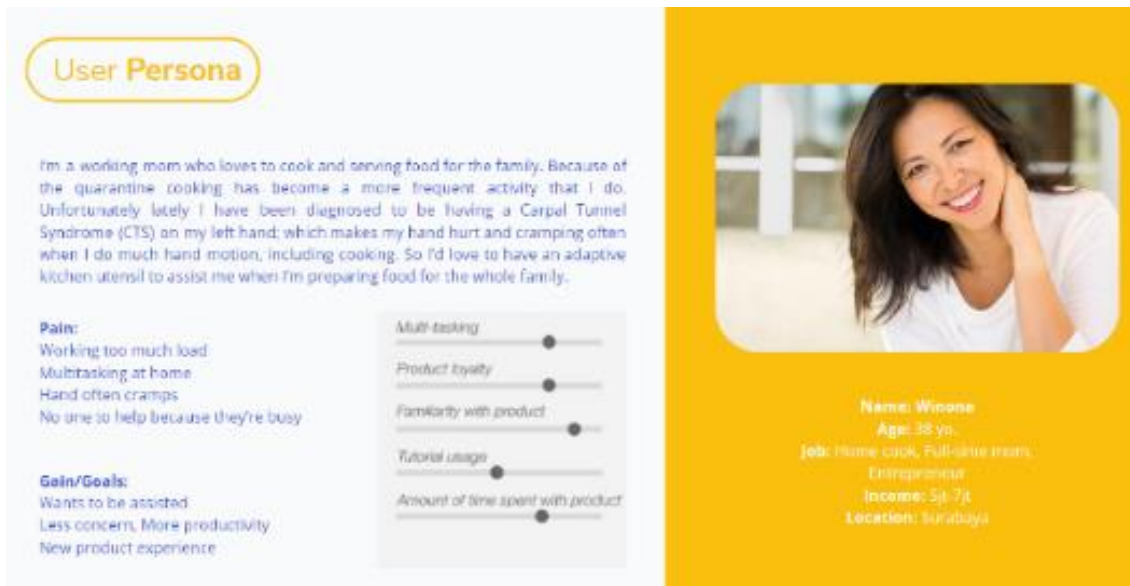 User Persona
I'm a working mom who loves to cook and serving food for the family. Because of
the quarantine cooking has become a more frequent activity that I do.
Unfortunately lately I have been diagnosed to be having a Carpal Tunnel
Syndrome (CTS) on my left hand; which makes my hand hurt and cramping often
when I do much hand motion, including cooking. So I'd love to have an adaptive
kitchen utensil to assist me when I'm preparing food for the whole family.
Pain:
Working too much load
Multitasking at home
Hand often cramps
No one to help because they're busy
Gain/Goals:
Wants to be assisted
Less concern, More productivity
New product experience
Multi-tasking
Product loyalty
Familiarity with product
Tutorial usage
Amount of time spent with product
Name: Winone
Age: 38 yo.
Job: Home cook, Full-time mom,
Entrepreneur
Income: 5jt-7jt
Location: Surabaya